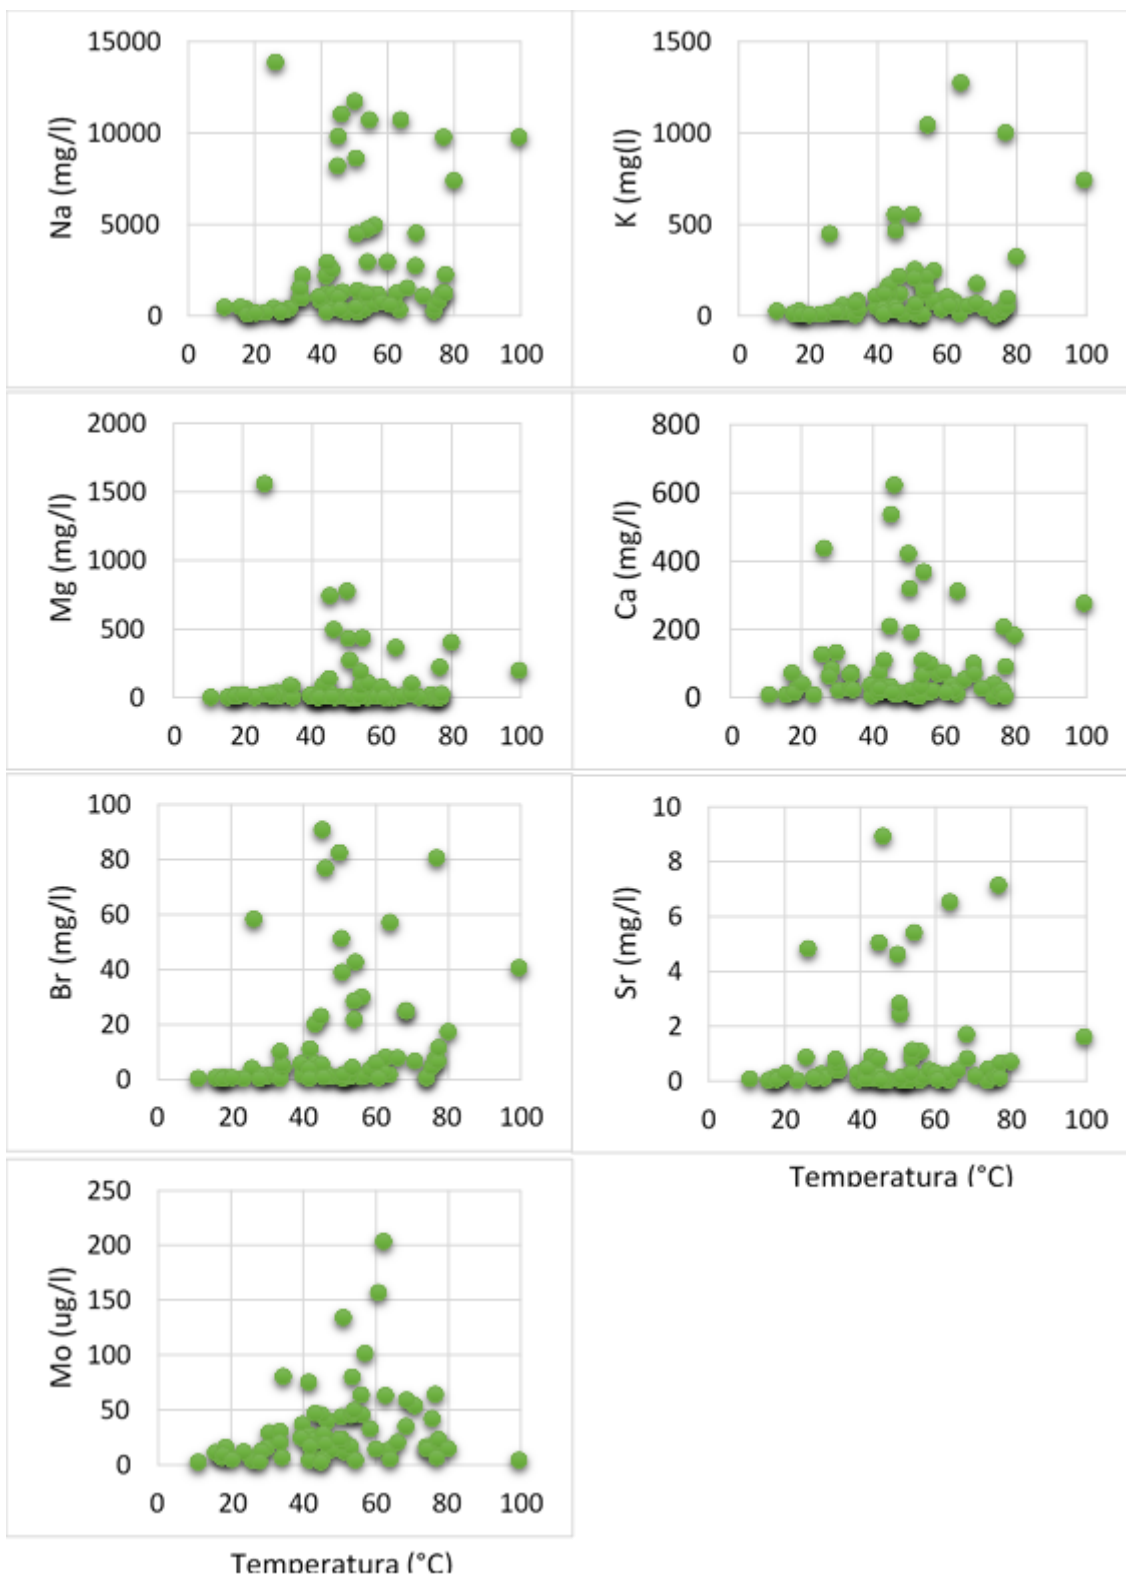 15000
10000
5000
0
Na (mg/l)
0 20 40 60 80 100
1500
1000
500
0
K (mg(l)
0 20 40 60 80 100
2000
1500
1000
500
0
Mg (mg/l)
0 20 40 60 80 100
800
600
400
200
0
Ca (mg/l)
0 20 40 60 80 100
100
80
60
40
20
0
Br (mg/l)
0 20 40 60 80 100
10
8
6
4
2
0
Sr (mg/l)
0 20 40 60 80 100
Temperatura (°C)
250
200
150
100
50
0
Mo (ug/l)
0 20 40 60 80 100
Temperatura (°C)